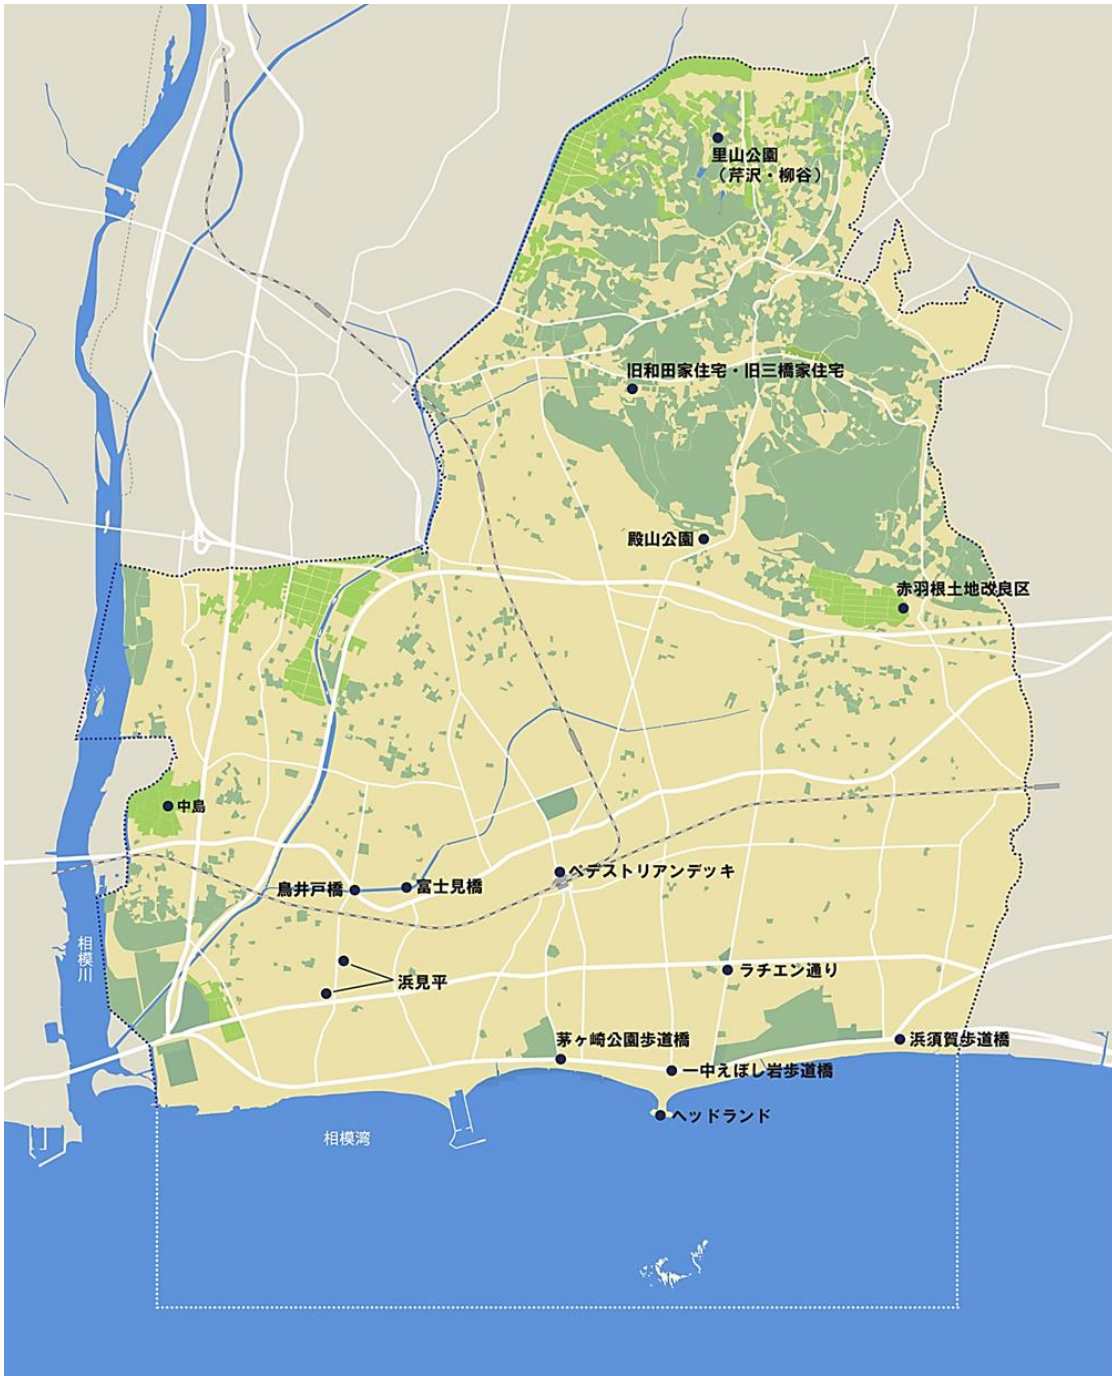 里山公園
（芹沢・柳谷）
旧和田家住宅・旧三橋家住宅
殿山公園
赤羽根土地改良区
中島
ペデストリアンデッキ
鳥井戸橋
富士見橋
相模川
浜見平
ラチエン通り
茅ヶ崎公園歩道橋
浜須賀歩道橋
一中えぼし岩歩道橋
ヘッドランド
相模湾